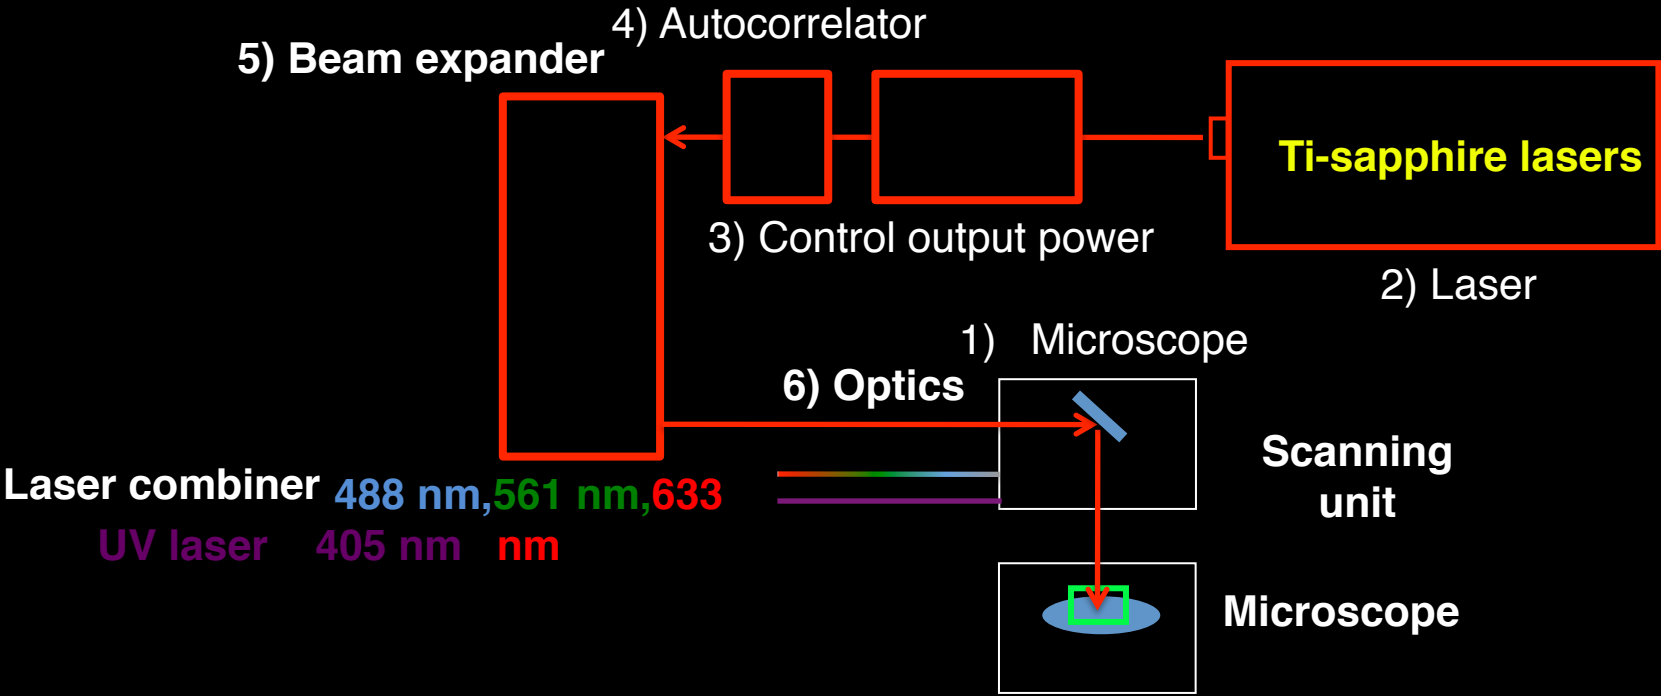 4) Autocorrelator
5) Beam expander
Ti-sapphire lasers
3) Control output power
2) Laser
1) Microscope
6) Optics
Scanning
unit
Laser combiner 488 nm,561 nm,633
UV laser 405 nm nm
Microscope